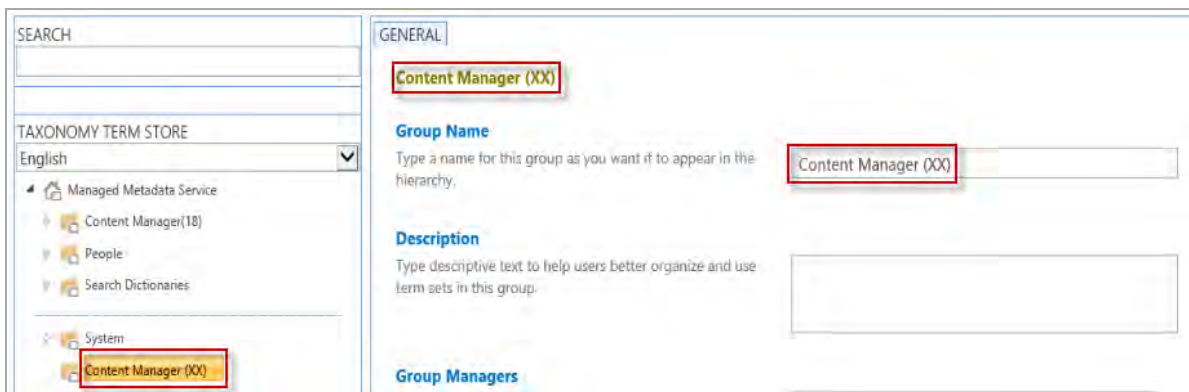 SEARCH
TAXONOMY TERM STORE
English
Managed Metadata Service
Content Manager(18)
People
Search Dictionaries
System
Content Manager (XX)
GENERAL
Content Manager (XX)
Group Name
Type a name for this group as you want it to appear in the
hierarchy.
Content Manager (XX)
Description
Type descriptive text to help users better organize and use
term sets in this group.
Group Managers